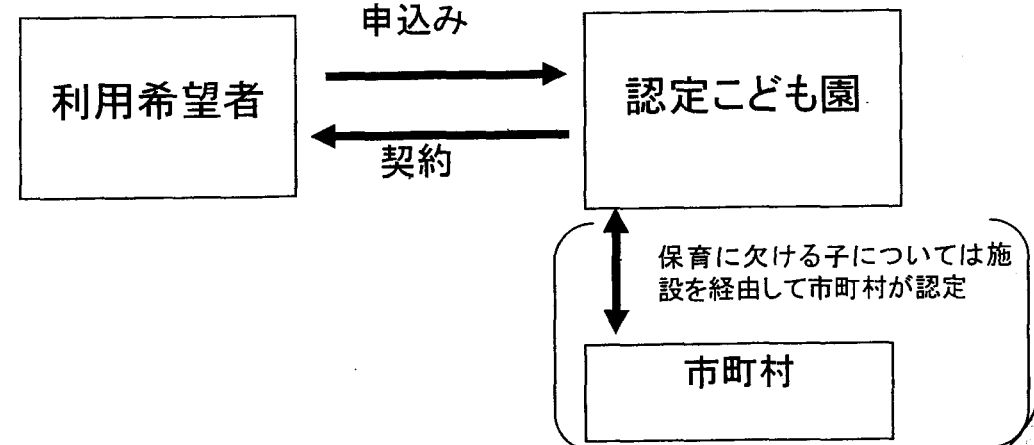 申込み
利用希望者
認定こども園
契約
保育に欠ける子については施
設を経由して市町村が認定
市町村